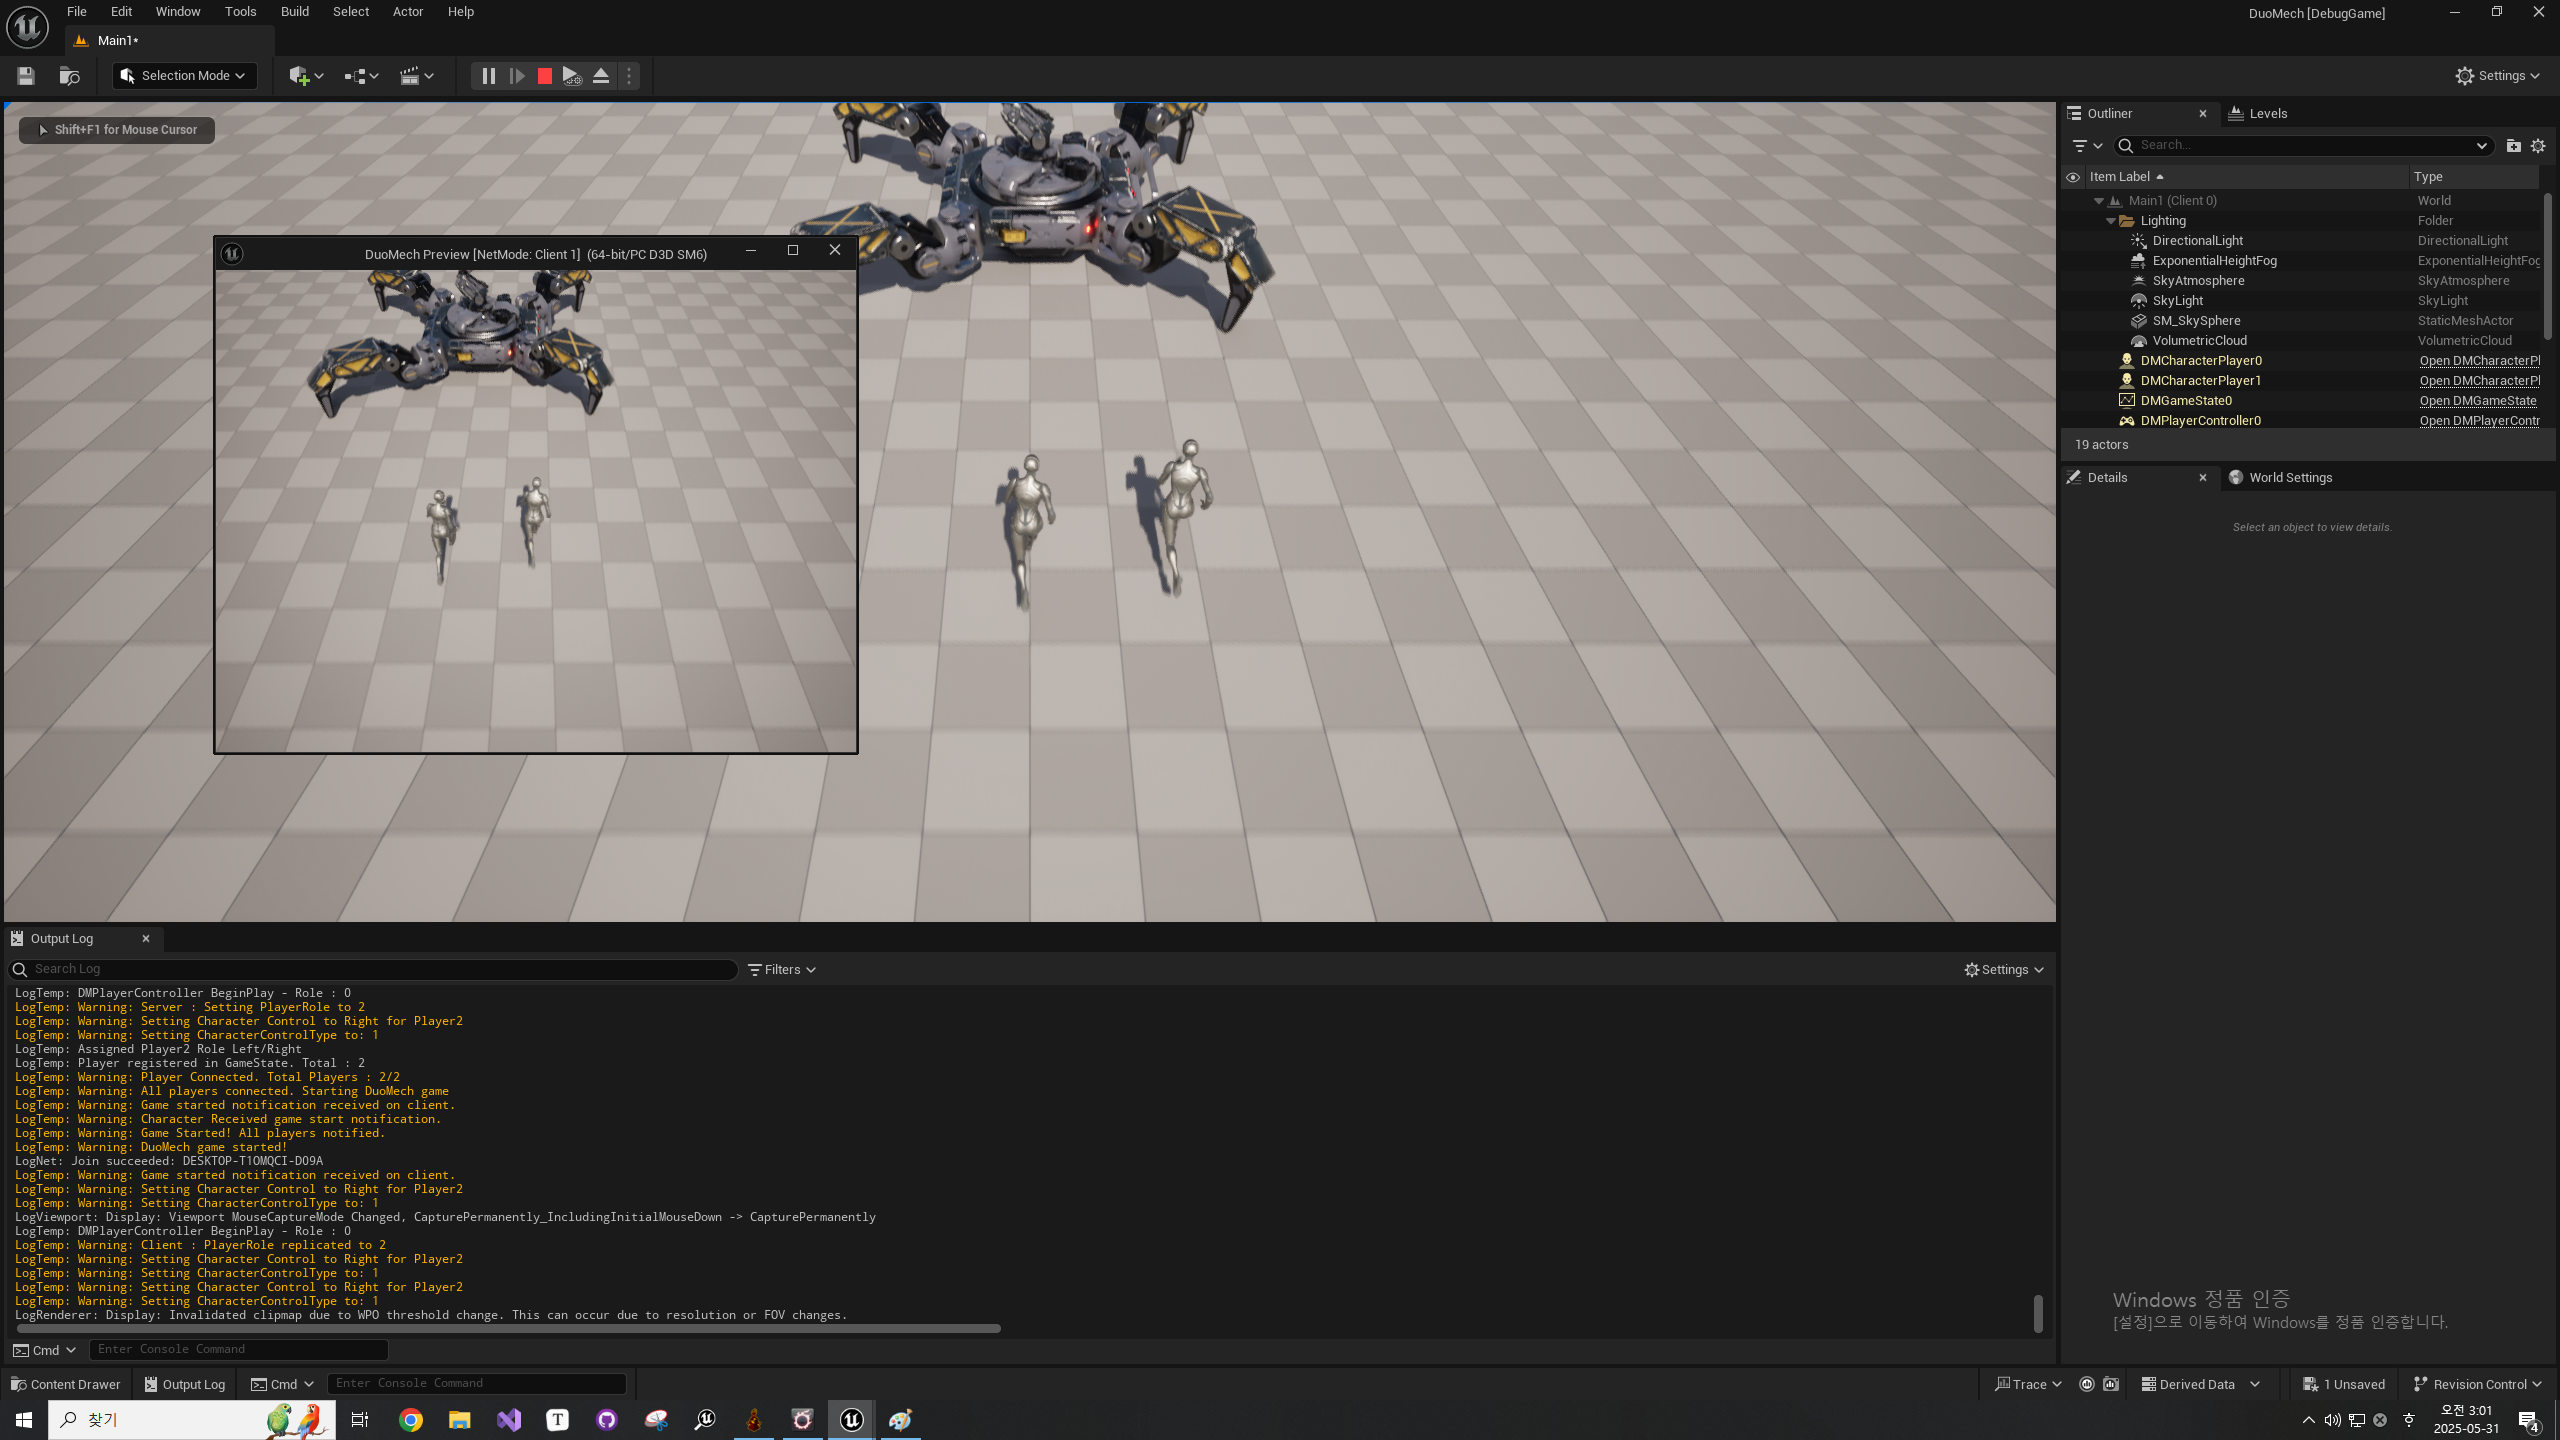 File Edit Window Tools Build Select Actor Help
DuoMech [DebugGame]
Main1*
Selection Mode
Settings
Shift+F1 for Mouse Cursor
DuoMech Preview [NetMode: Client 1] (64-bit/PC D3D SM6)
Outliner
Levels
Search...
Item Label
Type
Main1 (Client 0) World
Lighting Folder
DirectionalLight DirectionalLight
ExponentialHeightFog ExponentialHeightFog
SkyAtmosphere SkyAtmosphere
SkyLight SkyLight
SM_SkySphere StaticMeshActor
VolumetricCloud VolumetricCloud
DMCharacterPlayer0 Open DMCharacterPl
DMCharacterPlayer1 Open DMCharacterPl
DMGameState0 Open DMGameState
DMPlayerController0 Open DMPlayerContr
19 actors
Details
World Settings
Select an object to view details.
Output Log
Search Log
Filters
Settings
LogTemp: DMPlayerController BeginPlay - Role : 0
LogTemp: Warning: Server : Setting PlayerRole to 2
LogTemp: Warning: Setting Character Control to Right for Player2
LogTemp: Warning: Setting CharacterControlType to: 1
LogTemp: Assigned Player2 Role Left/Right
LogTemp: Player registered in GameState. Total : 2
LogTemp: Warning: Player Connected. Total Players : 2/2
LogTemp: Warning: All players connected. Starting DuoMech game
LogTemp: Warning: Game started notification received on client.
LogTemp: Warning: Character Received game start notification.
LogTemp: Warning: Game Started! All players notified.
LogTemp: Warning: DuoMech game started!
LogNet: Join succeeded: DESKTOP-T1OMQCI-D09A
LogTemp: Warning: Game started notification received on client.
LogTemp: Warning: Setting Character Control to Right for Player2
LogTemp: Warning: Setting CharacterControlType to: 1
LogViewport: Display: Viewport MouseCaptureMode Changed, CapturePermanently_IncludingInitialMouseDown -> CapturePermanently
LogTemp: DMPlayerController BeginPlay - Role : 0
LogTemp: Warning: Client : PlayerRole replicated to 2
LogTemp: Warning: Setting Character Control to Right for Player2
LogTemp: Warning: Setting CharacterControlType to: 1
LogTemp: Warning: Setting Character Control to Right for Player2
LogTemp: Warning: Setting CharacterControlType to: 1
LogRenderer: Display: Invalidated clipmap due to WPO threshold change. This can occur due to resolution or FOV changes.
Cmd
Enter Console Command
Windows 정품 인증
[설정]으로 이동하여 Windows를 정품 인증합니다.
Content Drawer
Output Log
Cmd
Enter Console Command
Trace
Derived Data
1 Unsaved
Revision Control
찾기
T
오전 3:01
2025-05-31
4